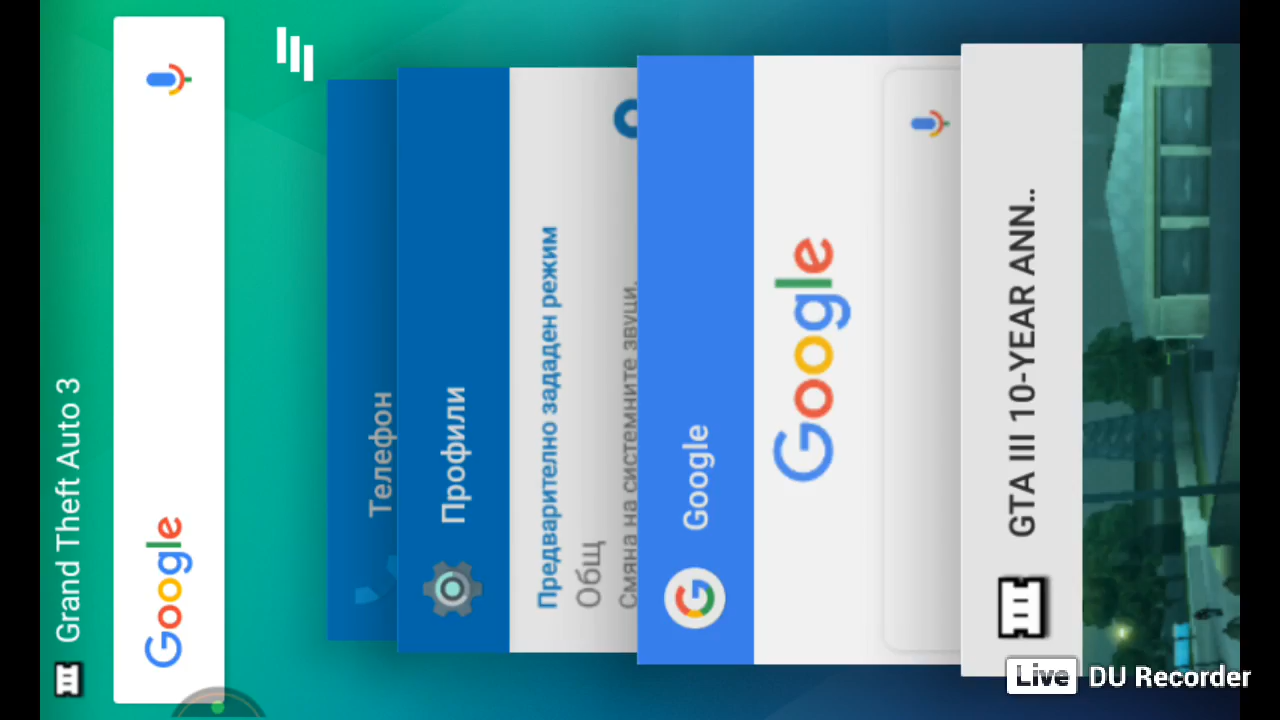 Grand Theft Auto 3
Google
Телефон
Профили
Предварително зададен режим
Общ
Смяна на системните звуци.
Google
Google
GTA III 10-YEAR ANN..
Live DU Recorder